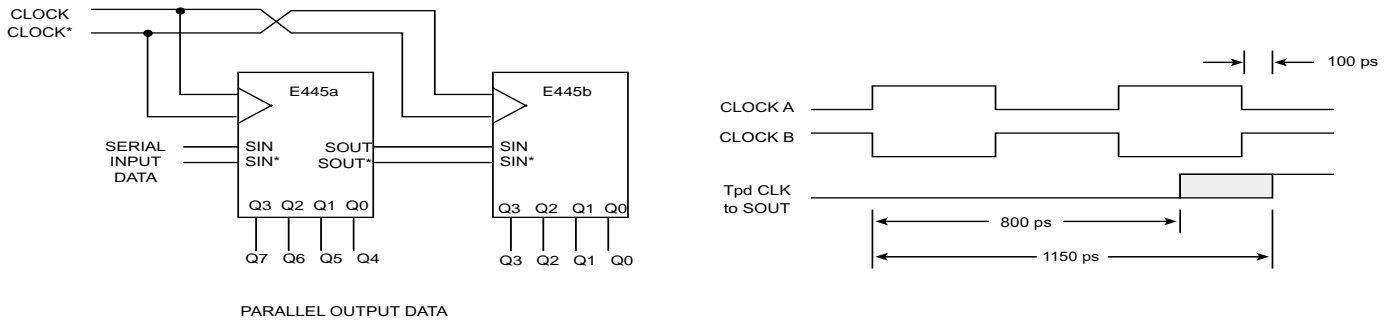 CLOCK
CLOCK*
E445a
E445b
SERIAL
INPUT
DATA
SIN
SIN*
SOUT
SOUT*
SIN
SIN*
Q3 Q2 Q1 Q0
Q3 Q2 Q1 Q0
Q7 Q6 Q5 Q4
Q3 Q2 Q1 Q0
PARALLEL OUTPUT DATA
100 ps
CLOCK A
CLOCK B
Tpd CLK
to SOUT
800 ps
1150 ps